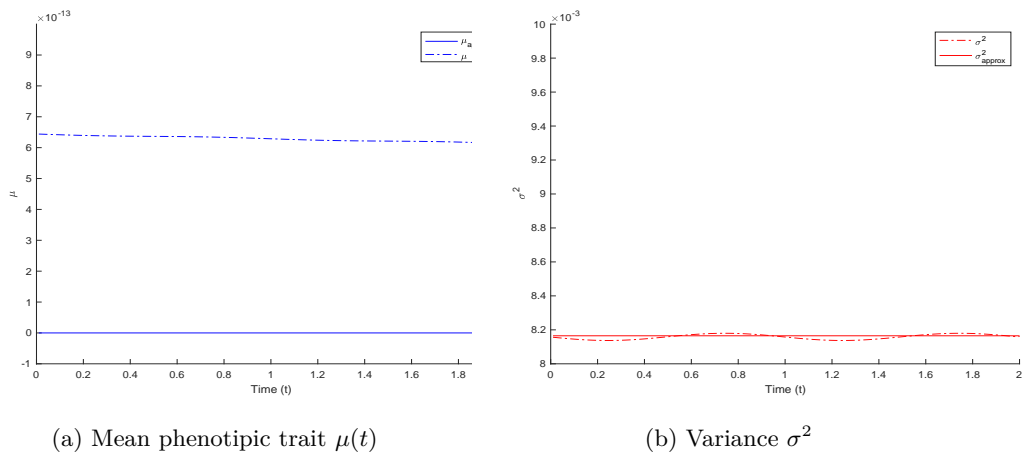 ×10⁻¹³
9
8
7
6
5
4
3
2
1
0
-1
μ
0 0.2 0.4 0.6 0.8 1 1.2 1.4 1.6 1.8
Time (t)
μa
μ
×10⁻³
10
9.8
9.6
9.4
9.2
9
8.8
8.6
8.4
8.2
8
σ²
0 0.2 0.4 0.6 0.8 1 1.2 1.4 1.6 1.8 2
Time (t)
σ²
σ²approx
(a) Mean phenotipic trait μ(t)
(b) Variance σ²